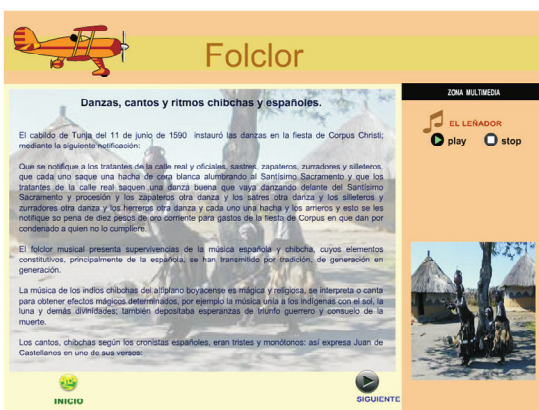 Folclor
Danzas, cantos y ritmos chibchas y españoles.
El cabildo de Tunja del 11 de junio de 1590 instauró las danzas en la fiesta de Corpus Christi;
mediante la siguiente notificación:
Que se notifique a los tratantes de la calle real y oficiales, sastres, zapateros, zurradores y silleteros,
que cada uno saque una hacha de cera blanca alumbrando al Santísimo Sacramento y que los
tratantes de la calle real saquen una danza buena que vaya danzando delante del Santísimo
Sacramento y procesión y los zapateros otra danza y los satres otra danza y los silleteros y
zurradores otra danza y los herreros otra danza y cada uno una hacha y los arrieros y esto se les
notifique so pena de diez pesos de oro corriente para gastos de la fiesta de Corpus en que dan por
condenado a quien no lo cumpliere.
El folclor musical presenta supervivencias de la música española y chibcha, cuyos elementos
constitutivos, principalmente de la española, se han transmitido por tradición, de generación en
generación.
La música de los indios chibchas del altiplano boyacense es mágica y religiosa, se interpreta o canta
para obtener efectos mágicos determinados, por ejemplo la música unía a los indígenas con el sol, la
luna y demás divinidades; también depositaba esperanzas de triunfo guerrero y consuelo de la
muerte.
Los cantos, chibchas según los cronistas españoles, eran tristes y monótonos: así expresa Juan de
Castellanos en uno de sus versos:
INICIO
SIGUIENTE
ZONA MULTIMEDIA
EL LEÑADOR
play stop